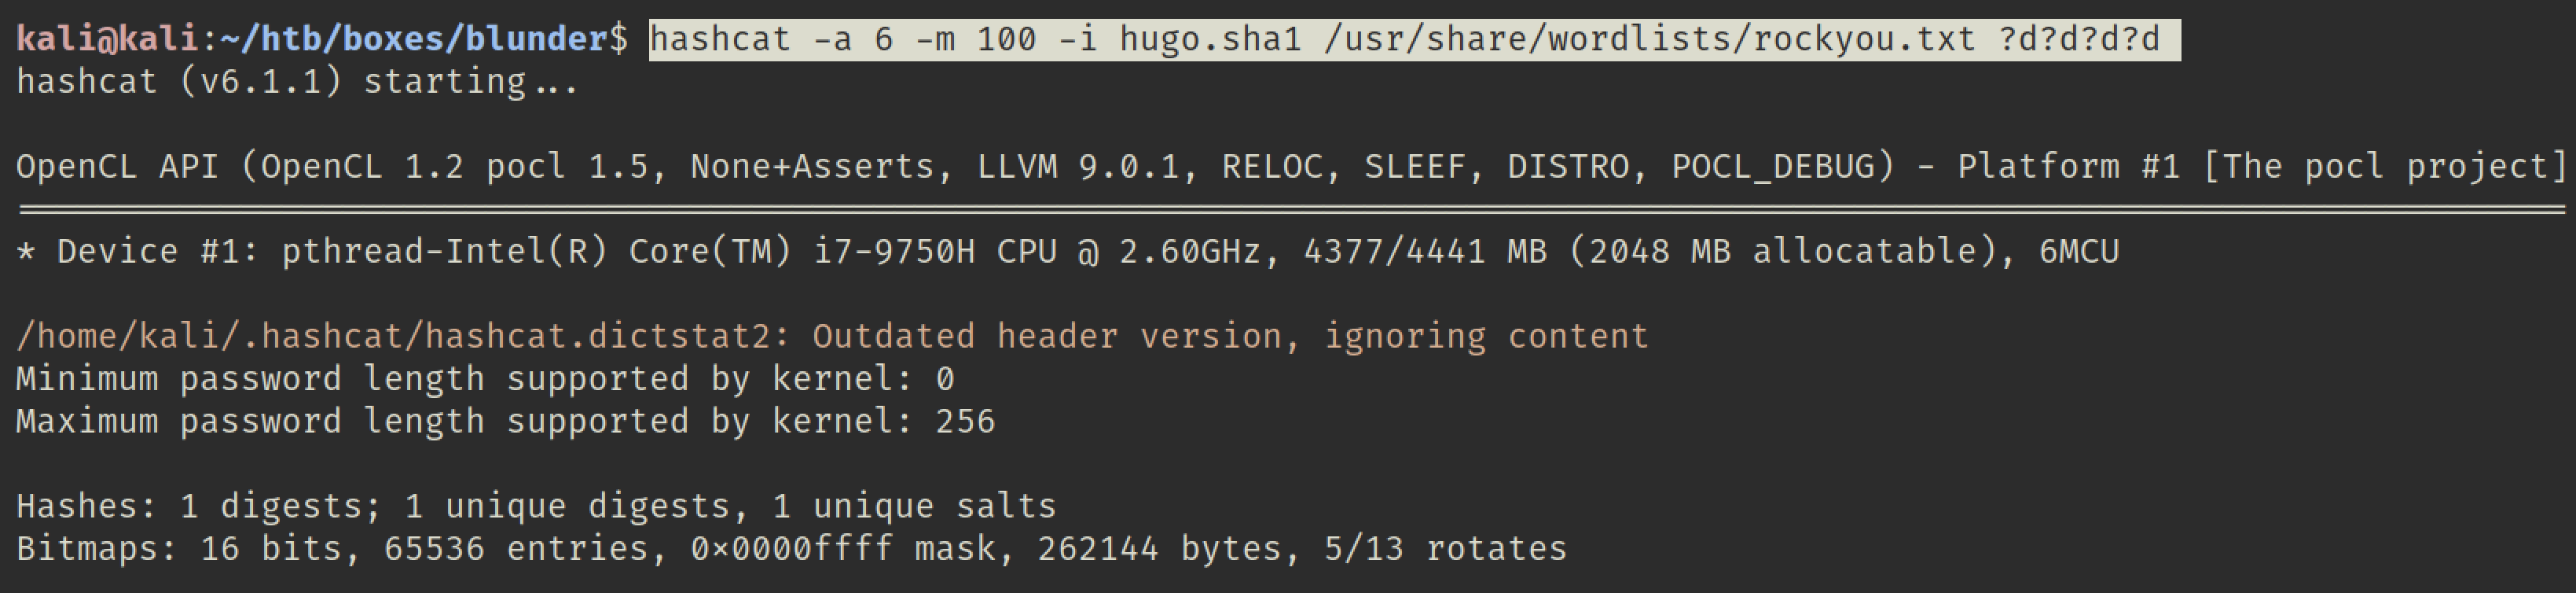 kali@kali:~/htb/boxes/blunder$ hashcat -a 6 -m 100 -i hugo.sha1 /usr/share/wordlists/rockyou.txt ?d?d?d?d
hashcat (v6.1.1) starting...
OpenCL API (OpenCL 1.2 pocl 1.5, None+Asserts, LLVM 9.0.1, RELOC, SLEEF, DISTRO, POCL_DEBUG) - Platform #1 [The pocl project]
* Device #1: pthread-Intel(R) Core(TM) i7-9750H CPU @ 2.60GHz, 4377/4441 MB (2048 MB allocatable), 6MCU
/home/kali/.hashcat/hashcat.dictstat2: Outdated header version, ignoring content
Minimum password length supported by kernel: 0
Maximum password length supported by kernel: 256
Hashes: 1 digests; 1 unique digests, 1 unique salts
Bitmaps: 16 bits, 65536 entries, 0x0000ffff mask, 262144 bytes, 5/13 rotates